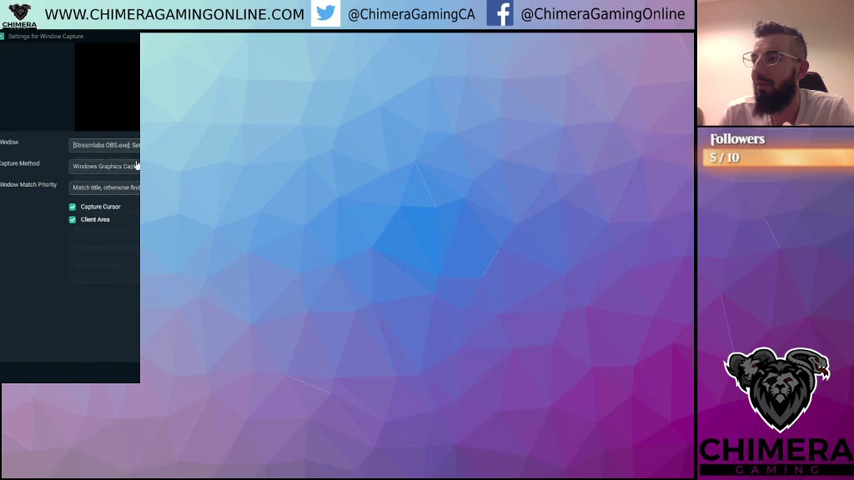 WWW.CHIMERAGAMINGONLINE.COM
@ChimeraGamingCA
@ChimeraGamingOnline
CHIMERA
Settings for Window Capture
Window
[Streamlabs OBS.exe]: Set
Capture Method
Windows Graphics Cap
Window Match Priority
Match title, otherwise find
Capture Cursor
Client Area
Followers
5 / 10
CHIMERA
GAMING